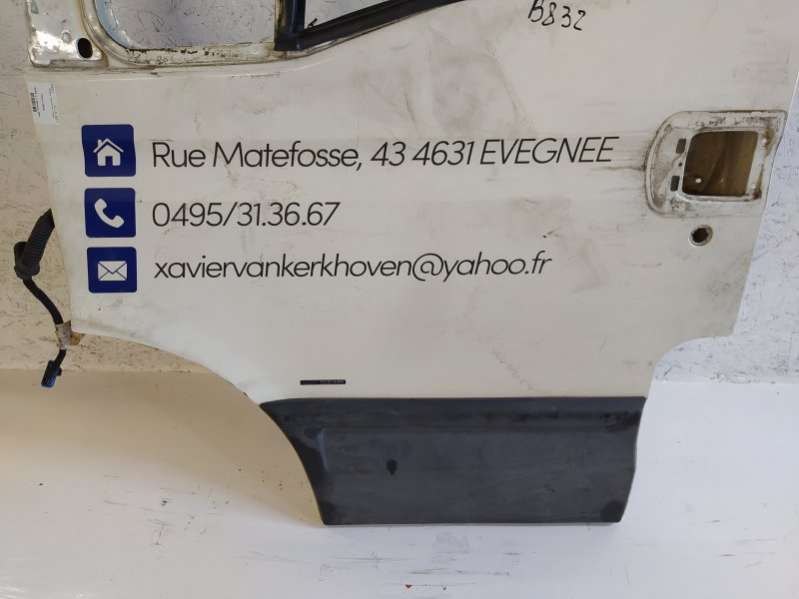 B832
Rue Matefosse, 43 4631 EVEGNEE
0495/31.36.67
xaviervankerkhoven@yahoo.fr